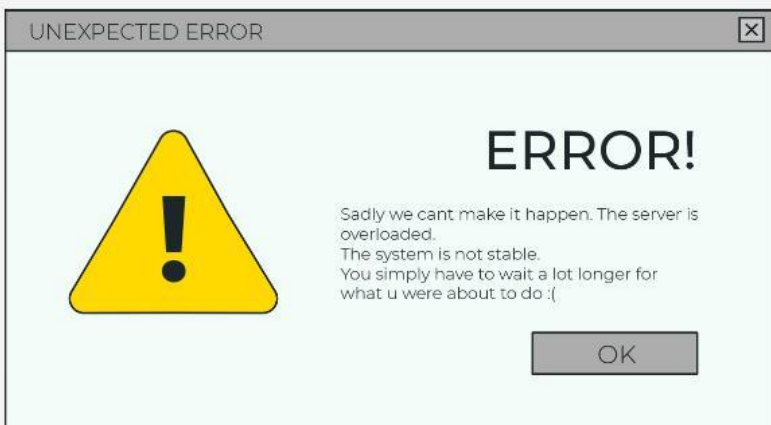 UNEXPECTED ERROR
ERROR!
Sadly we cant make it happen. The server is
overloaded.
The system is not stable.
You simply have to wait a lot longer for
what u were about to do :(
OK